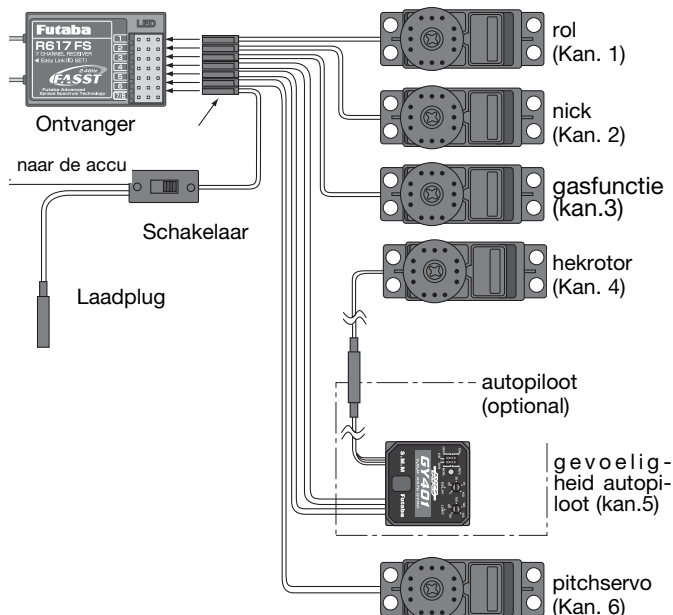 Futaba
LED
R617 FS
7 CHANNEL RECEIVER
Easy Link (ID SET)
2.4GHz
FASST
Futaba Advanced
Spread Spectrum Technology
1
2
3
4
5
6
7/B
Ontvanger
naar de accu
Schakelaar
Laadplug
rol
(Kan. 1)
nick
(Kan. 2)
gasfunctie
(kan.3)
hekrotor
(Kan. 4)
autopiloot
(optional)
S.M.M
GY401
Futaba
gevoelig-
heid autopi-
loot (kan.5)
pitchservo
(Kan. 6)